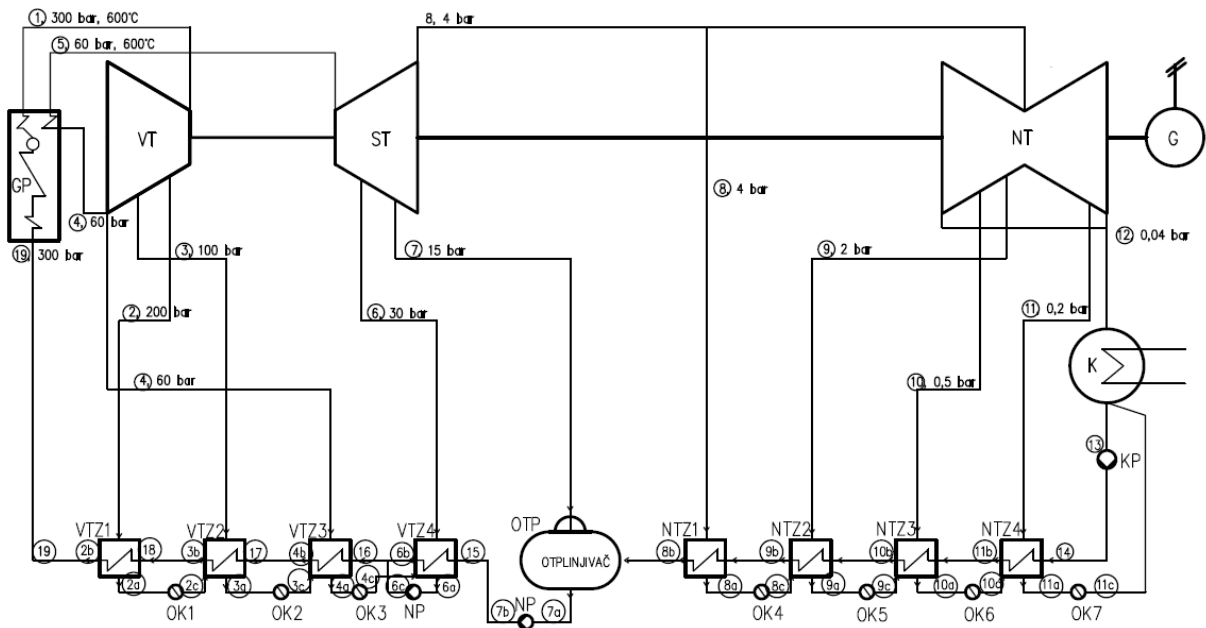 ① 300 bar, 600℃
⑤ 60 bar, 600℃
8, 4 bar
VT
ST
NT
G
GP
④, 60 bar
⑧, 4 bar
⑲, 300 bar
③, 100 bar
⑦ 15 bar
⑨, 2 bar
⑫ 0,04 bar
②, 200 bar
⑥, 30 bar
⑪, 0,2 bar
K
④, 60 bar
⑩, 0,5 bar
⑬
KP
VTZ1
VTZ2
VTZ3
VTZ4
OTP
NTZ1
NTZ2
NTZ3
NTZ4
19
2b
18
3b
17
4b
16
6b
15
OTPLINJIVAČ
8b
9b
10b
11b
14
2a
2c
3a
3c
4a
4c
6c
6a
7b
NP
7a
8a
8c
9a
9c
10a
10c
11a
11c
OK1
OK2
OK3
NP
OK4
OK5
OK6
OK7